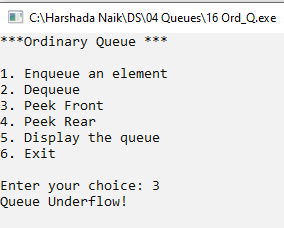 C:\Harshada Naik\DS\04 Queues\16 Ord_Q.exe
***Ordinary Queue ***
1. Enqueue an element
2. Dequeue
3. Peek Front
4. Peek Rear
5. Display the queue
6. Exit
Enter your choice: 3
Queue Underflow!